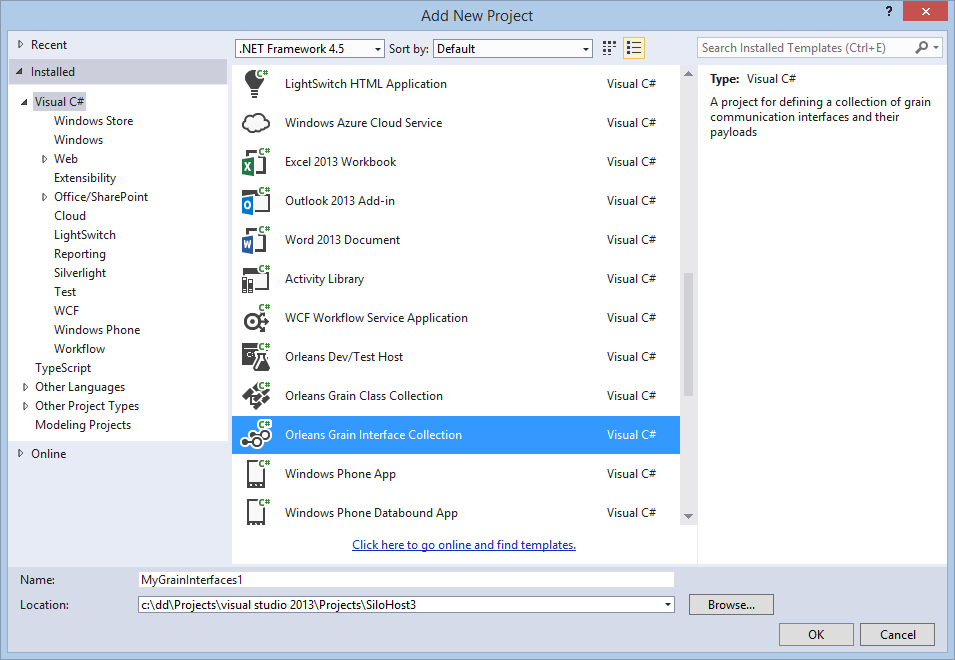 Add New Project
?
Recent
Installed
Visual C#
Windows Store
Windows
Web
Extensibility
Office/SharePoint
Cloud
LightSwitch
Reporting
Silverlight
Test
WCF
Windows Phone
Workflow
TypeScript
Other Languages
Other Project Types
Modeling Projects
Online
.NET Framework 4.5 Sort by: Default
LightSwitch HTML Application Visual C#
Windows Azure Cloud Service Visual C#
Excel 2013 Workbook Visual C#
Outlook 2013 Add-in Visual C#
Word 2013 Document Visual C#
Activity Library Visual C#
WCF Workflow Service Application Visual C#
Orleans Dev/Test Host Visual C#
Orleans Grain Class Collection Visual C#
Orleans Grain Interface Collection Visual C#
Windows Phone App Visual C#
Windows Phone Databound App Visual C#
Click here to go online and find templates.
Search Installed Templates (Ctrl+E)
Type: Visual C#
A project for defining a collection of grain
communication interfaces and their
payloads
Name: MyGrainInterfaces1
Location: c:\dd\Projects\visual studio 2013\Projects\SiloHost3
Browse...
OK Cancel